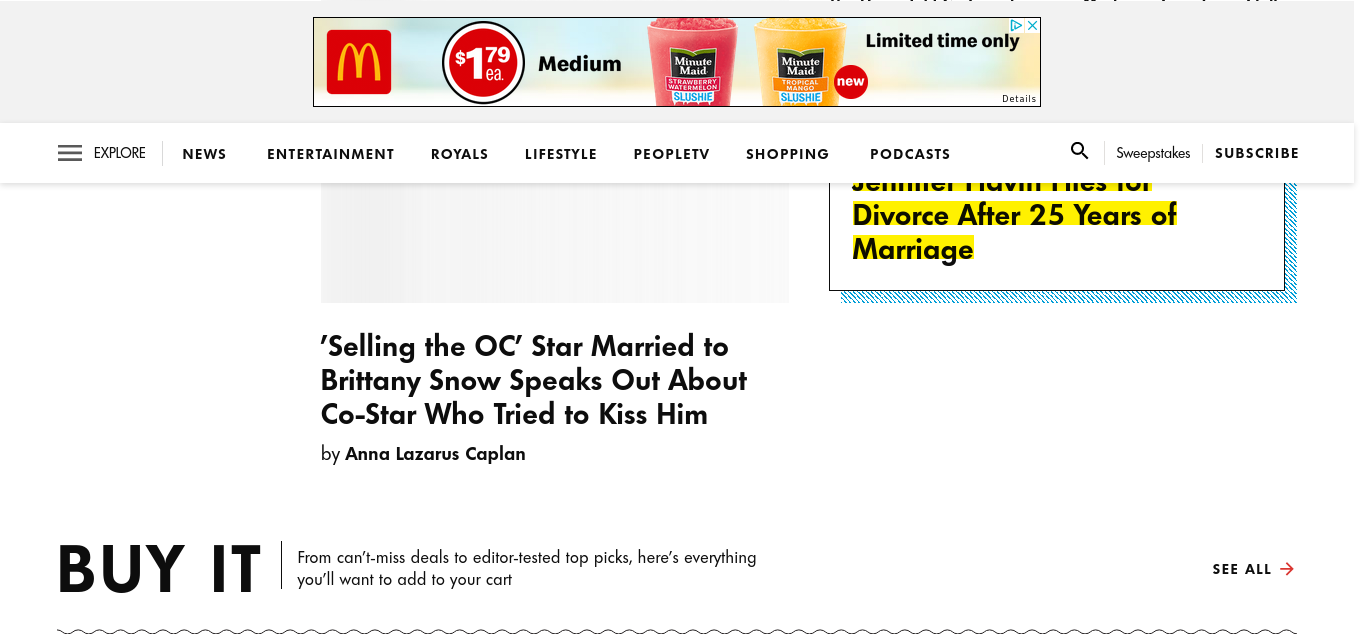 $1.79 ea.
Medium
Minute Maid
STRAWBERRY WATERMELON
SLUSHIE
Minute Maid
TROPICAL MANGO
SLUSHIE
new
Limited time only
Details
EXPLORE
NEWS
ENTERTAINMENT
ROYALS
LIFESTYLE
PEOPLETV
SHOPPING
PODCASTS
Sweepstakes
SUBSCRIBE
Jennifer Flavin Files for
Divorce After 25 Years of
Marriage
'Selling the OC' Star Married to
Brittany Snow Speaks Out About
Co-Star Who Tried to Kiss Him
by Anna Lazarus Caplan
BUY IT
From can't-miss deals to editor-tested top picks, here's everything
you'll want to add to your cart
SEE ALL